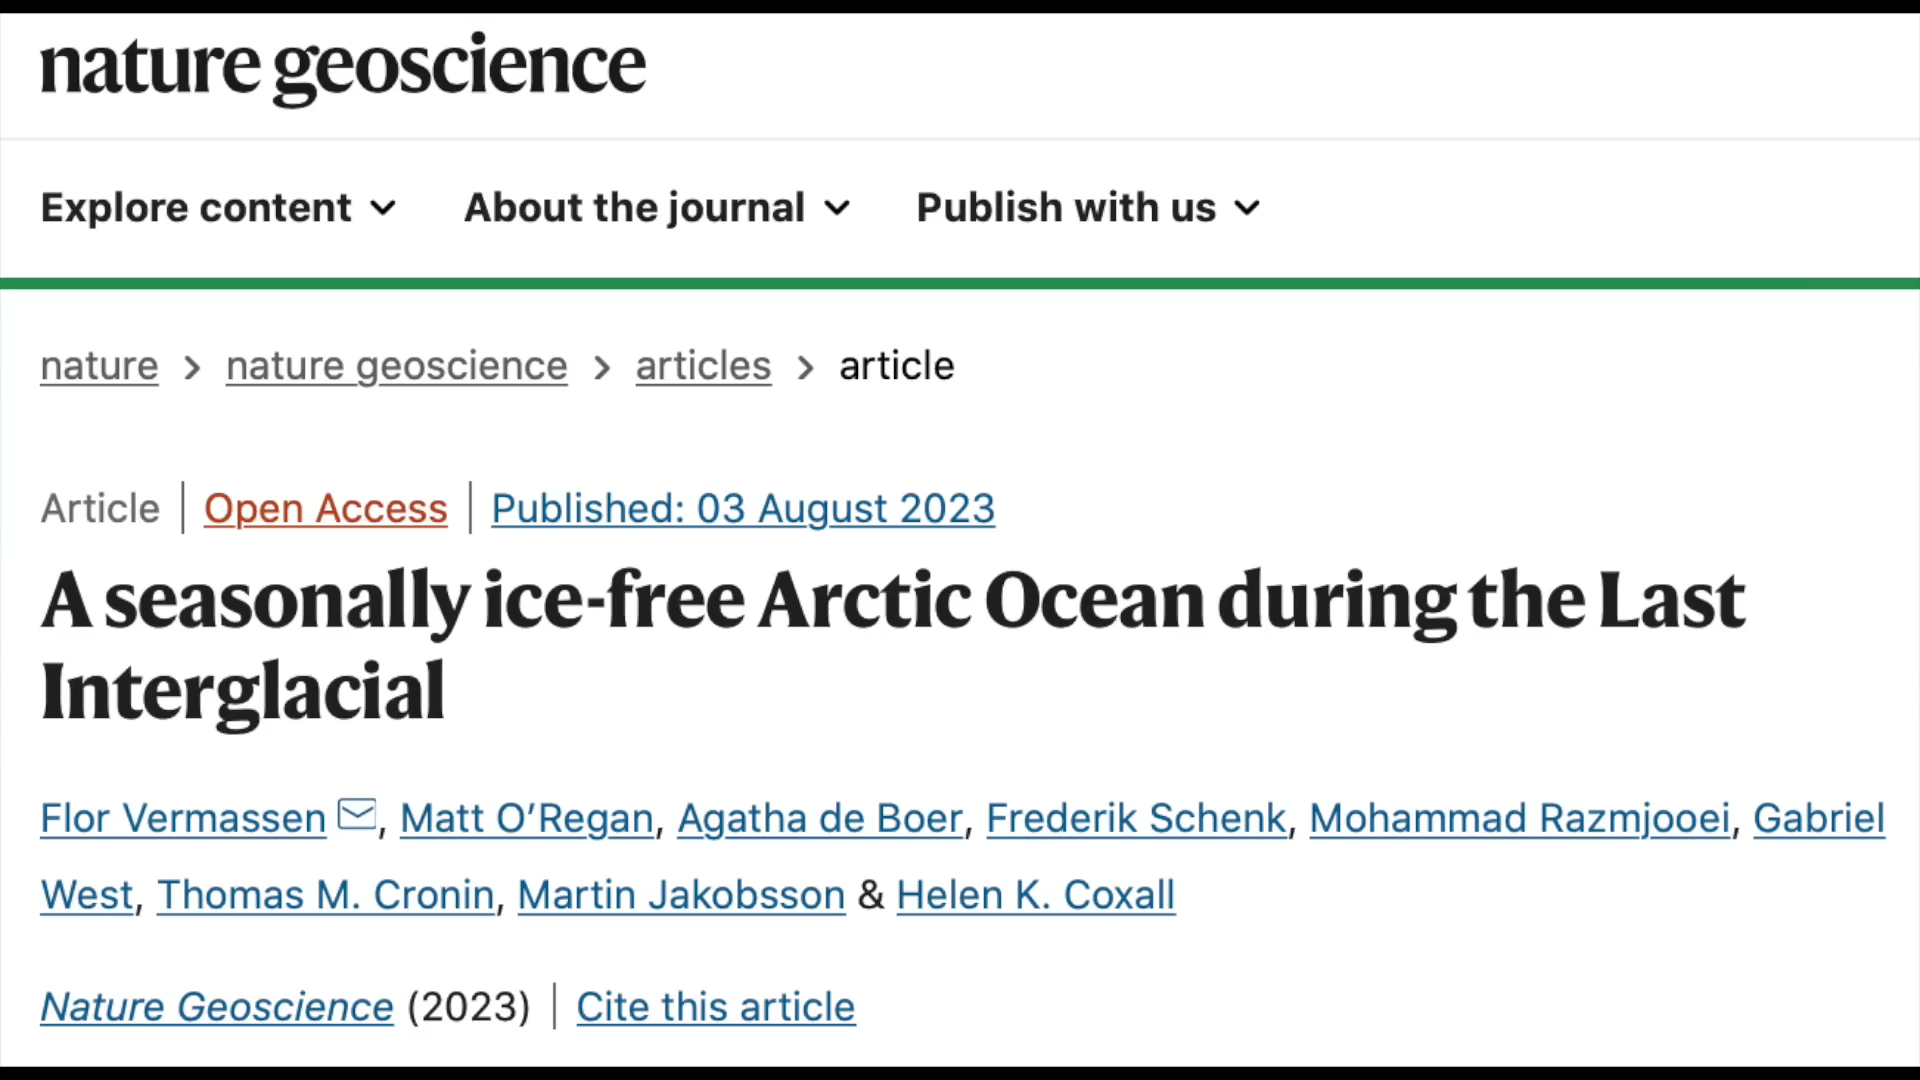 nature geoscience
Explore content About the journal Publish with us
nature > nature geoscience > articles > article
Article | Open Access | Published: 03 August 2023
A seasonally ice-free Arctic Ocean during the Last
Interglacial
Flor Vermassen, Matt O’Regan, Agatha de Boer, Frederik Schenk, Mohammad Razmjooei, Gabriel
West, Thomas M. Cronin, Martin Jakobsson & Helen K. Coxall
Nature Geoscience (2023) | Cite this article